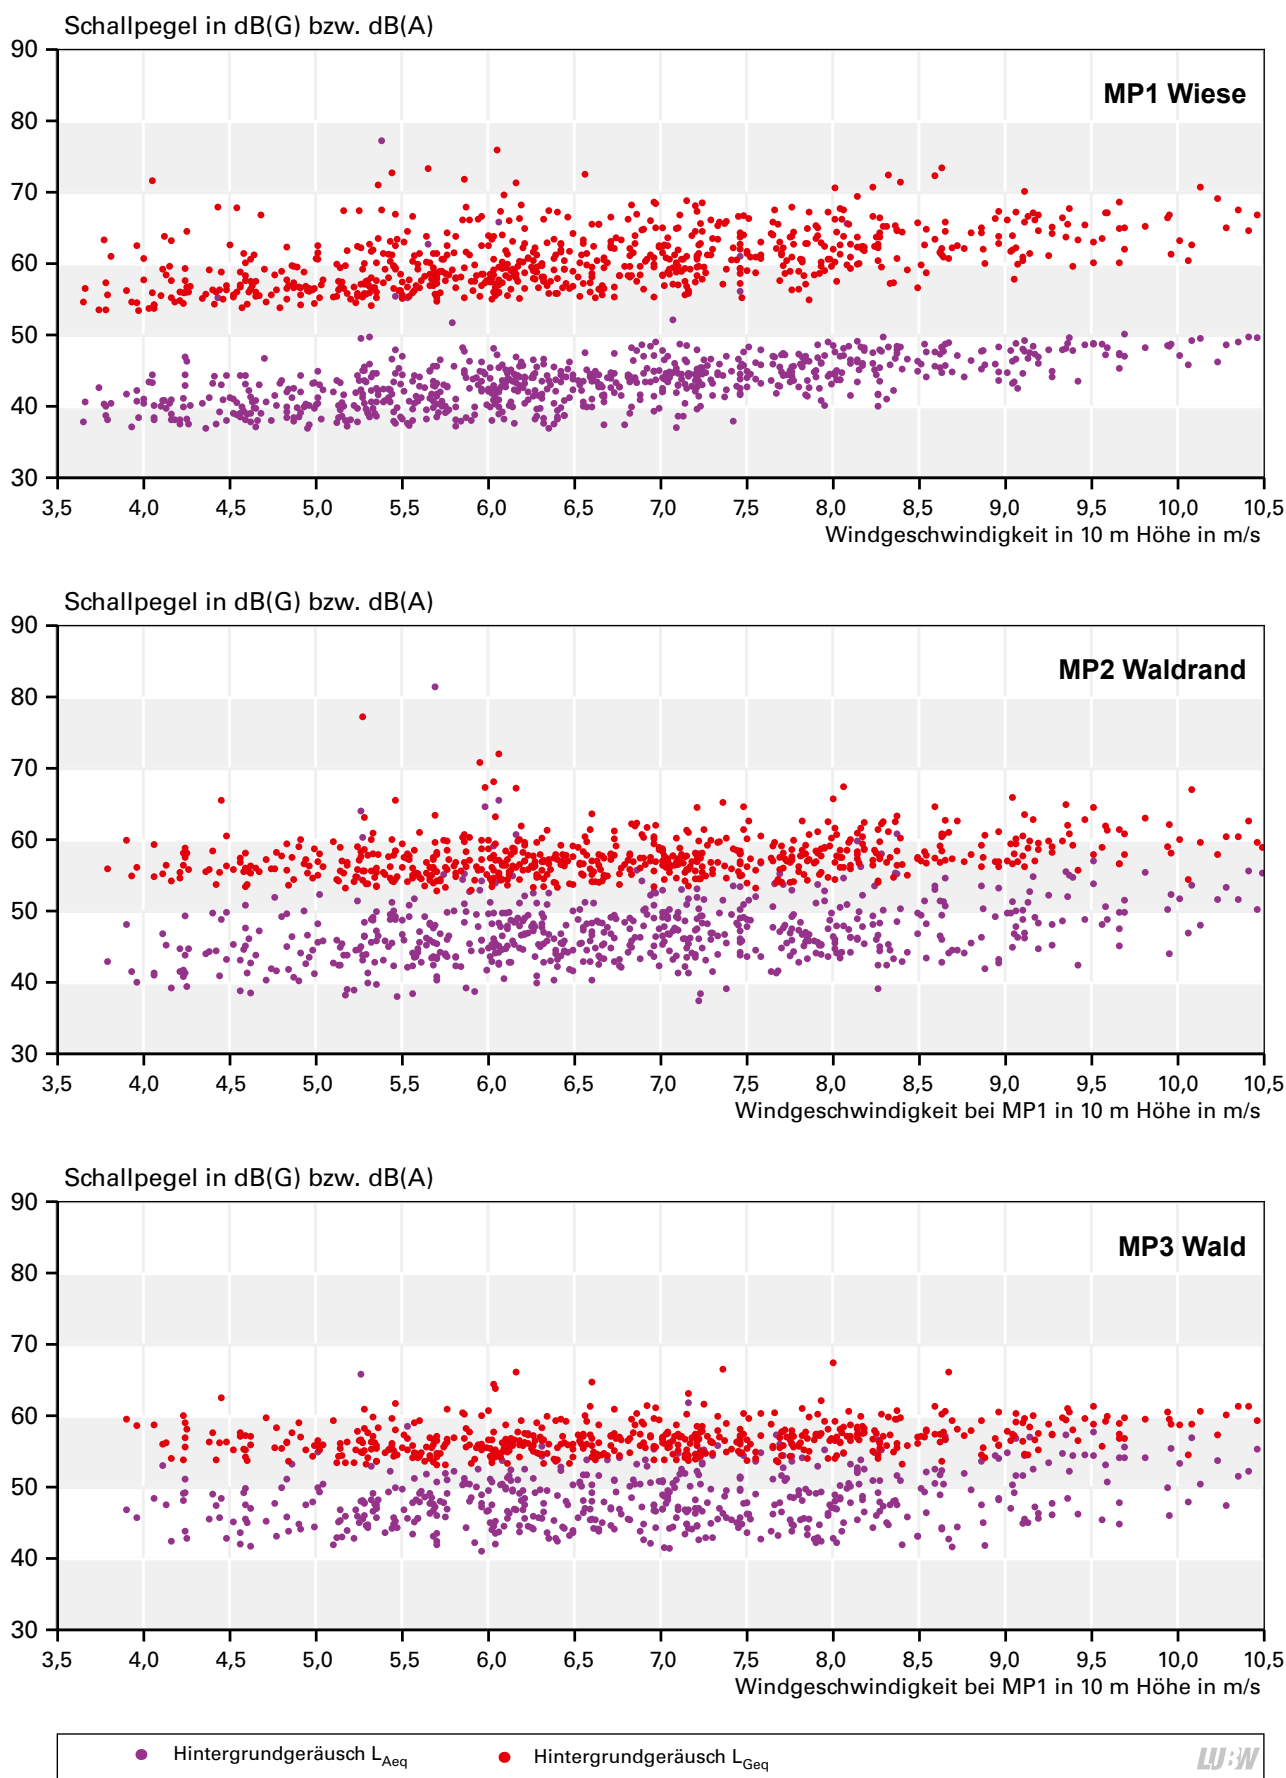 Schallpegel in dB(G) bzw. dB(A)
90
MP1 Wiese
80
70
60
50
40
30
3,5 4,0 4,5 5,0 5,5 6,0 6,5 7,0 7,5 8,0 8,5 9,0 9,5 10,0 10,5
Windgeschwindigkeit in 10 m Höhe in m/s
Schallpegel in dB(G) bzw. dB(A)
90
MP2 Waldrand
80
70
60
50
40
30
3,5 4,0 4,5 5,0 5,5 6,0 6,5 7,0 7,5 8,0 8,5 9,0 9,5 10,0 10,5
Windgeschwindigkeit bei MP1 in 10 m Höhe in m/s
Schallpegel in dB(G) bzw. dB(A)
90
MP3 Wald
80
70
60
50
40
30
3,5 4,0 4,5 5,0 5,5 6,0 6,5 7,0 7,5 8,0 8,5 9,0 9,5 10,0 10,5
Windgeschwindigkeit bei MP1 in 10 m Höhe in m/s
Hintergrundgeräusch LAeq Hintergrundgeräusch LGeq LUBW